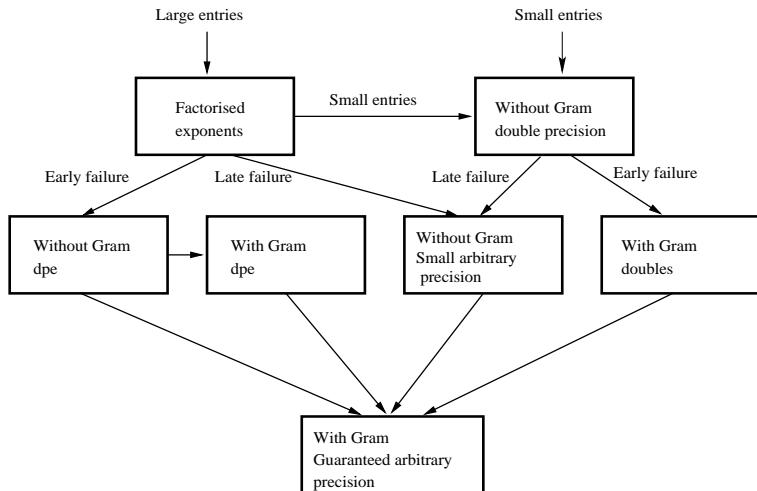 Large entries
Small entries
Factorised
exponents
Small entries
Without Gram
double precision
Early failure
Late failure
Late failure
Early failure
Without Gram
dpe
With Gram
dpe
Without Gram
Small arbitrary
precision
With Gram
doubles
With Gram
Guaranteed arbitrary
precision